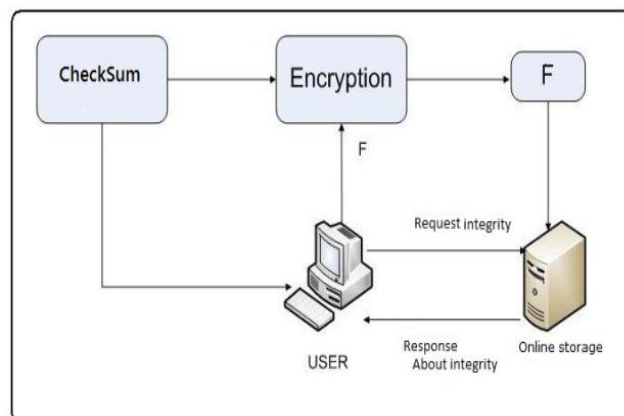 CheckSum
Encryption
F
F
Request integrity
Response
About integrity
Online storage
USER